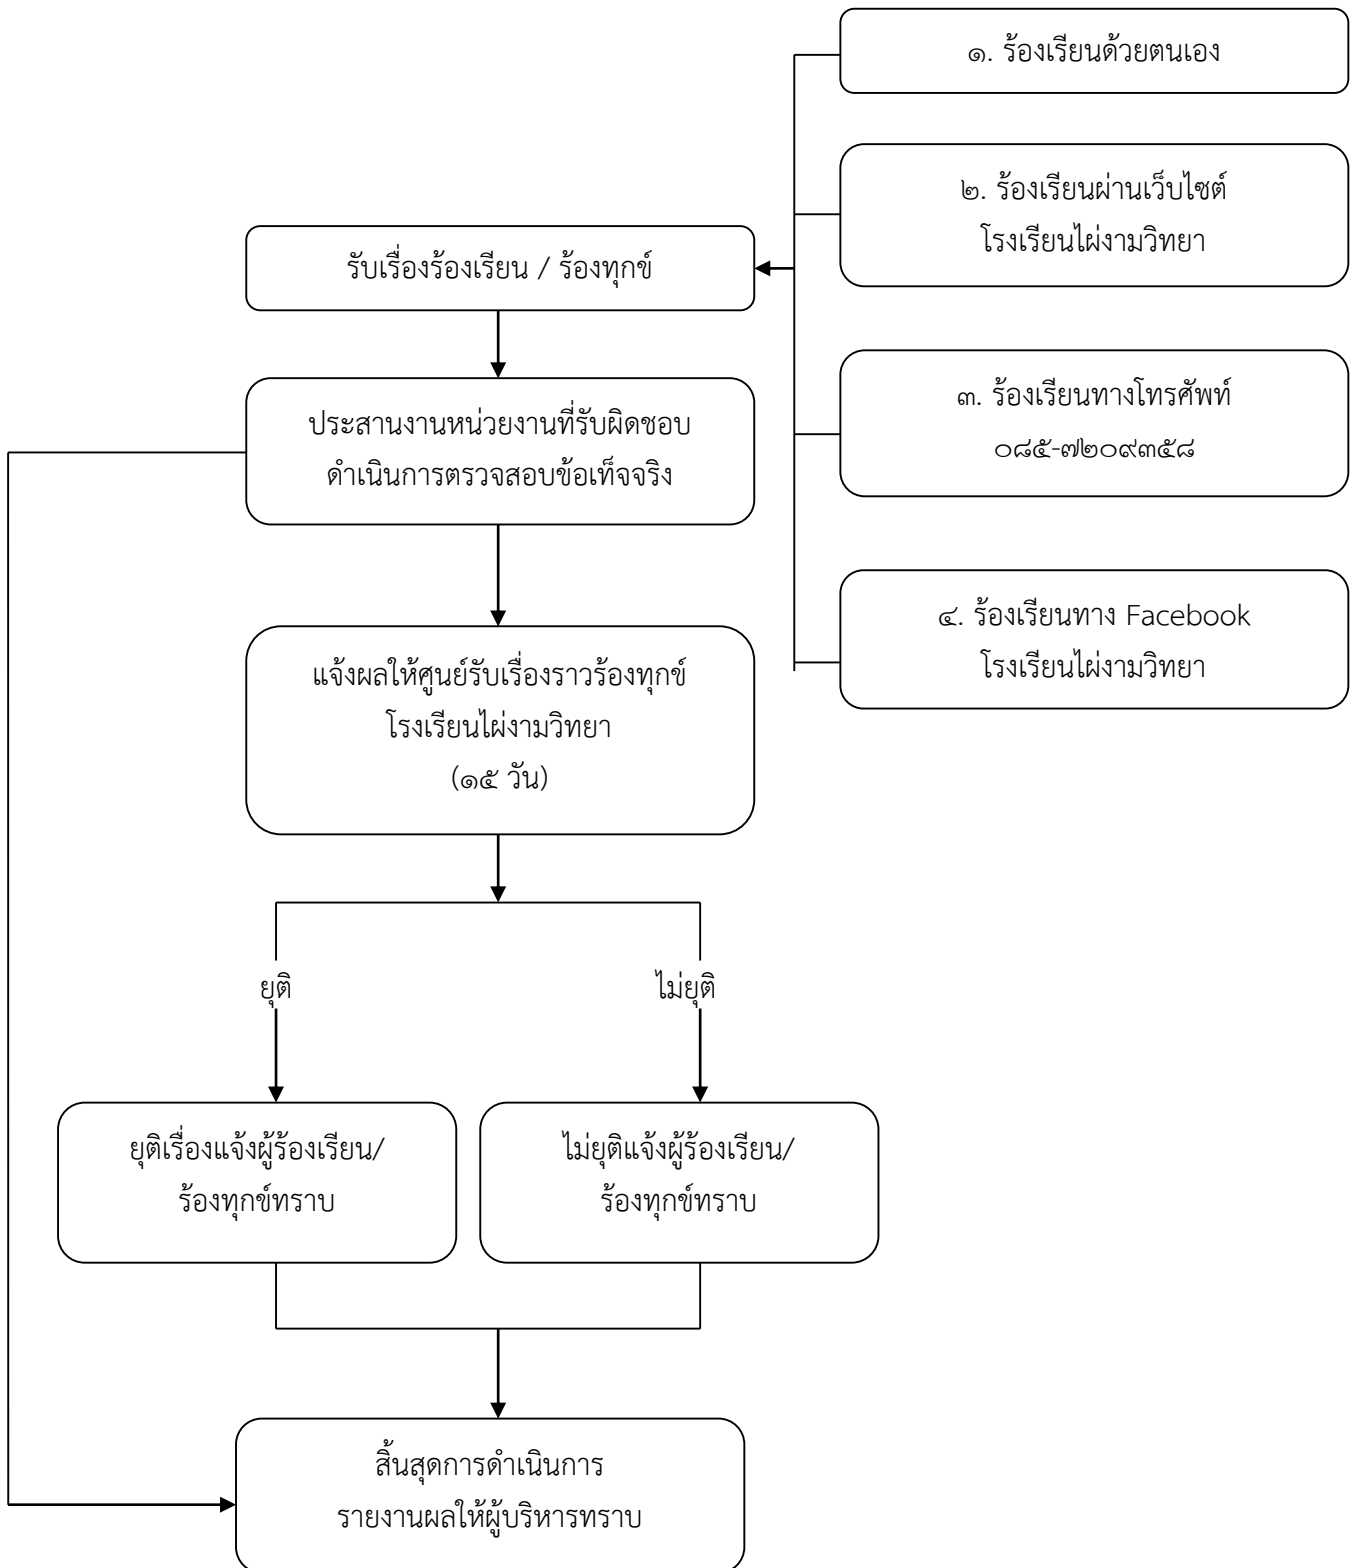 ๑. ร้องเรียนด้วยตนเอง
๒. ร้องเรียนผ่านเว็บไซต์
โรงเรียนไผ่งามวิทยา
รับเรื่องร้องเรียน / ร้องทุกข์
๓. ร้องเรียนทางโทรศัพท์
๐๘๕-๗๒๐๙๓๕๘
ประสานงานหน่วยงานที่รับผิดชอบ
ดำเนินการตรวจสอบข้อเท็จจริง
๔. ร้องเรียนทาง Facebook
โรงเรียนไผ่งามวิทยา
แจ้งผลให้ศูนย์รับเรื่องราวร้องทุกข์
โรงเรียนไผ่งามวิทยา
(๑๕ วัน)
ยุติ
ไม่ยุติ
ยุติเรื่องแจ้งผู้ร้องเรียน/
ร้องทุกข์ทราบ
ไม่ยุติแจ้งผู้ร้องเรียน/
ร้องทุกข์ทราบ
สิ้นสุดการดำเนินการ
รายงานผลให้ผู้บริหารทราบ